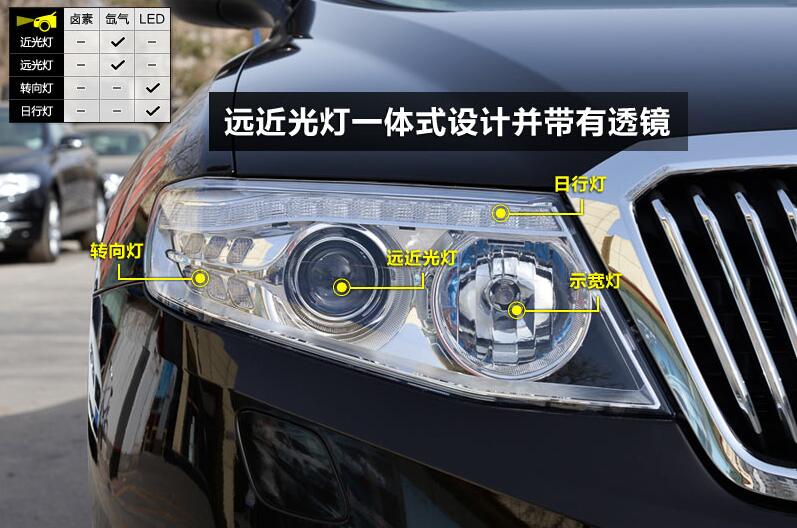 卤素 氙气 LED
近光灯 - ✓ -
远光灯 - ✓ -
转向灯 - - ✓
日行灯 - - ✓
远近光灯一体式设计并带有透镜
日行灯
转向灯
远近光灯
示宽灯